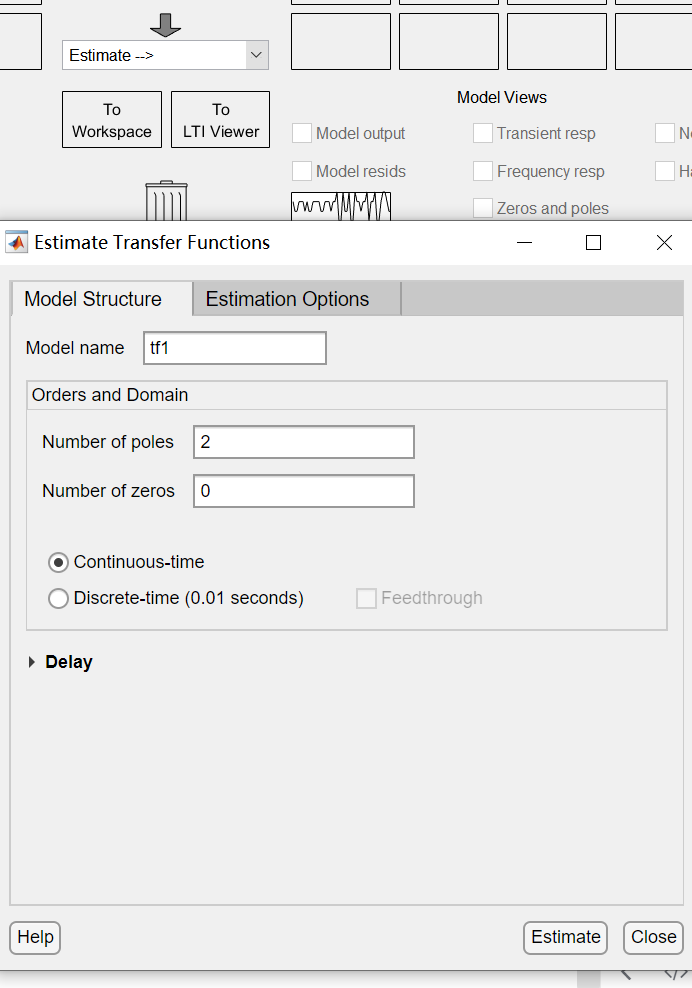 Estimate -->
To
Workspace
To
LTI Viewer
Model Views
Model output
Transient resp
Model resids
Frequency resp
Zeros and poles
Estimate Transfer Functions
Model Structure
Estimation Options
Model name
tf1
Orders and Domain
Number of poles
2
Number of zeros
0
Continuous-time
Discrete-time (0.01 seconds)
Feedthrough
Delay
Help
Estimate
Close